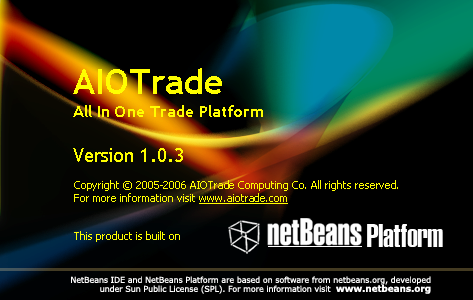 AIOTrade
All In One Trade Platform
Version 1.0.3
Copyright © 2005-2006 AIOTrade Computing Co. All rights reserved.
For more information visit www.aiotrade.com
This product is built on netBeans Platform
NetBeans IDE and NetBeans Platform are based on software from netbeans.org, developed
under Sun Public License (SPL). For more information visit www.netbeans.org